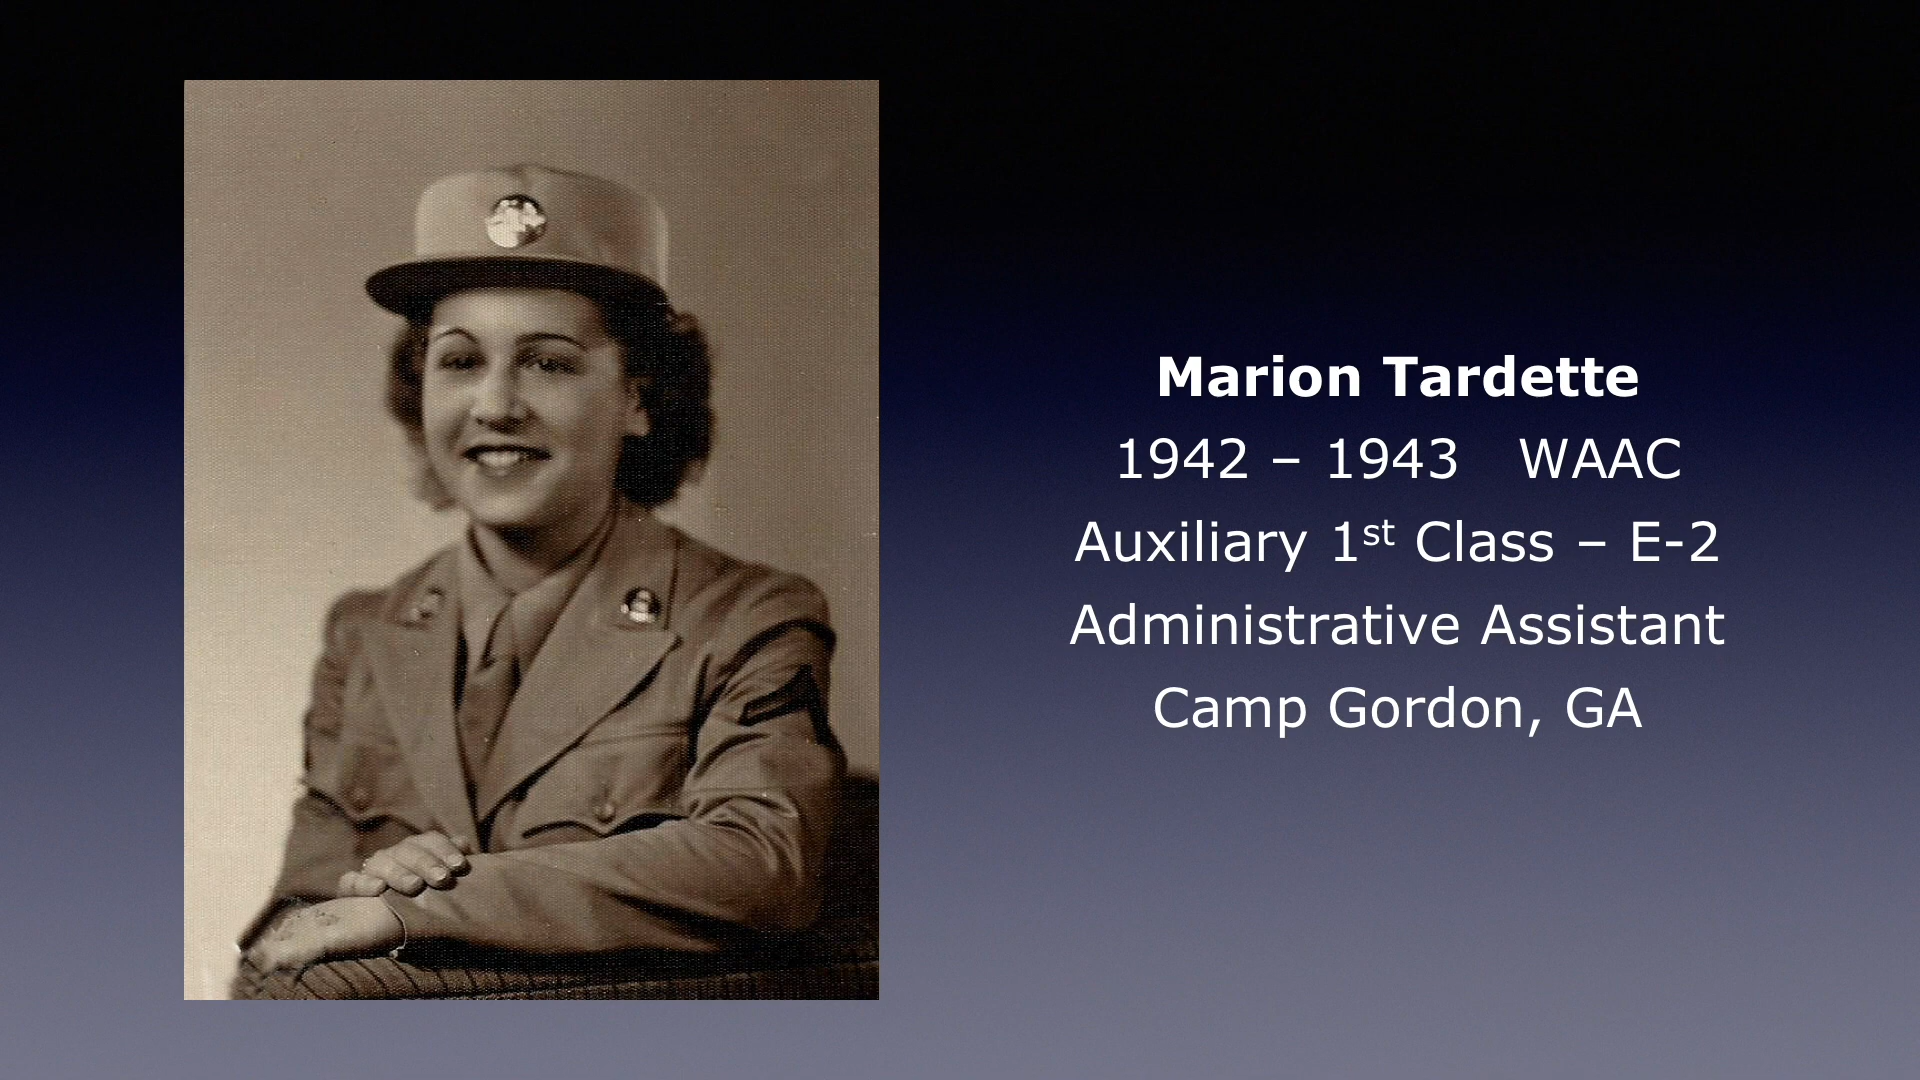 Marion Tardette
1942 – 1943 WAAC
Auxiliary 1st Class – E-2
Administrative Assistant
Camp Gordon, GA